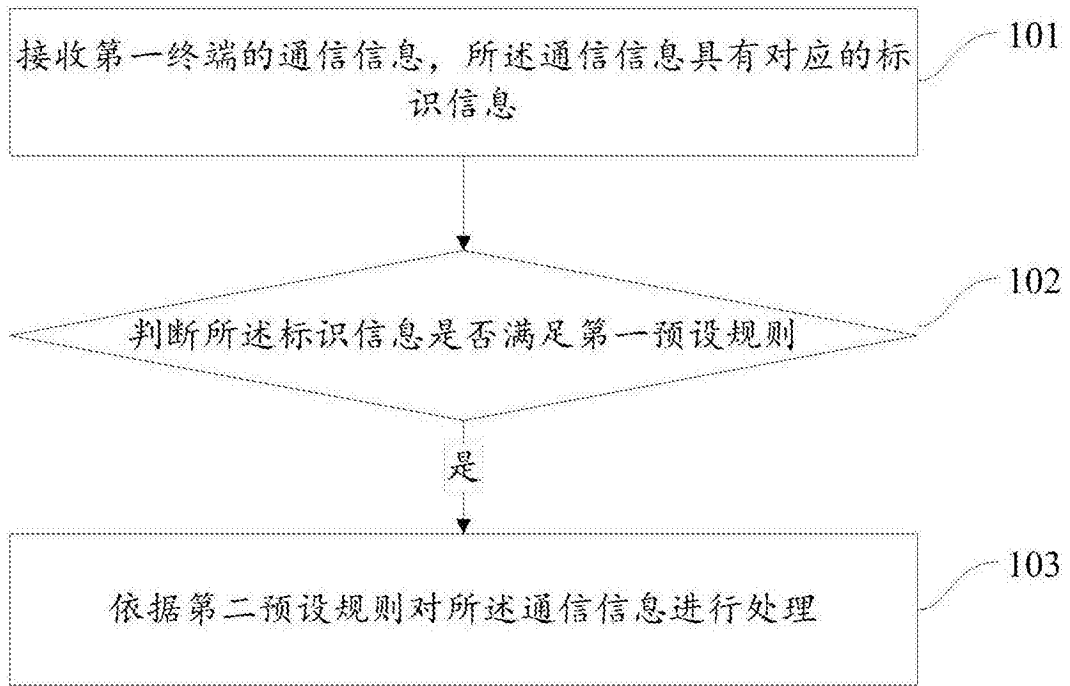 接收第一终端的通信信息，所述通信信息具有对应的标
识信息
101
判断所述标识信息是否满足第一预设规则
102
是
依据第二预设规则对所述通信信息进行处理
103